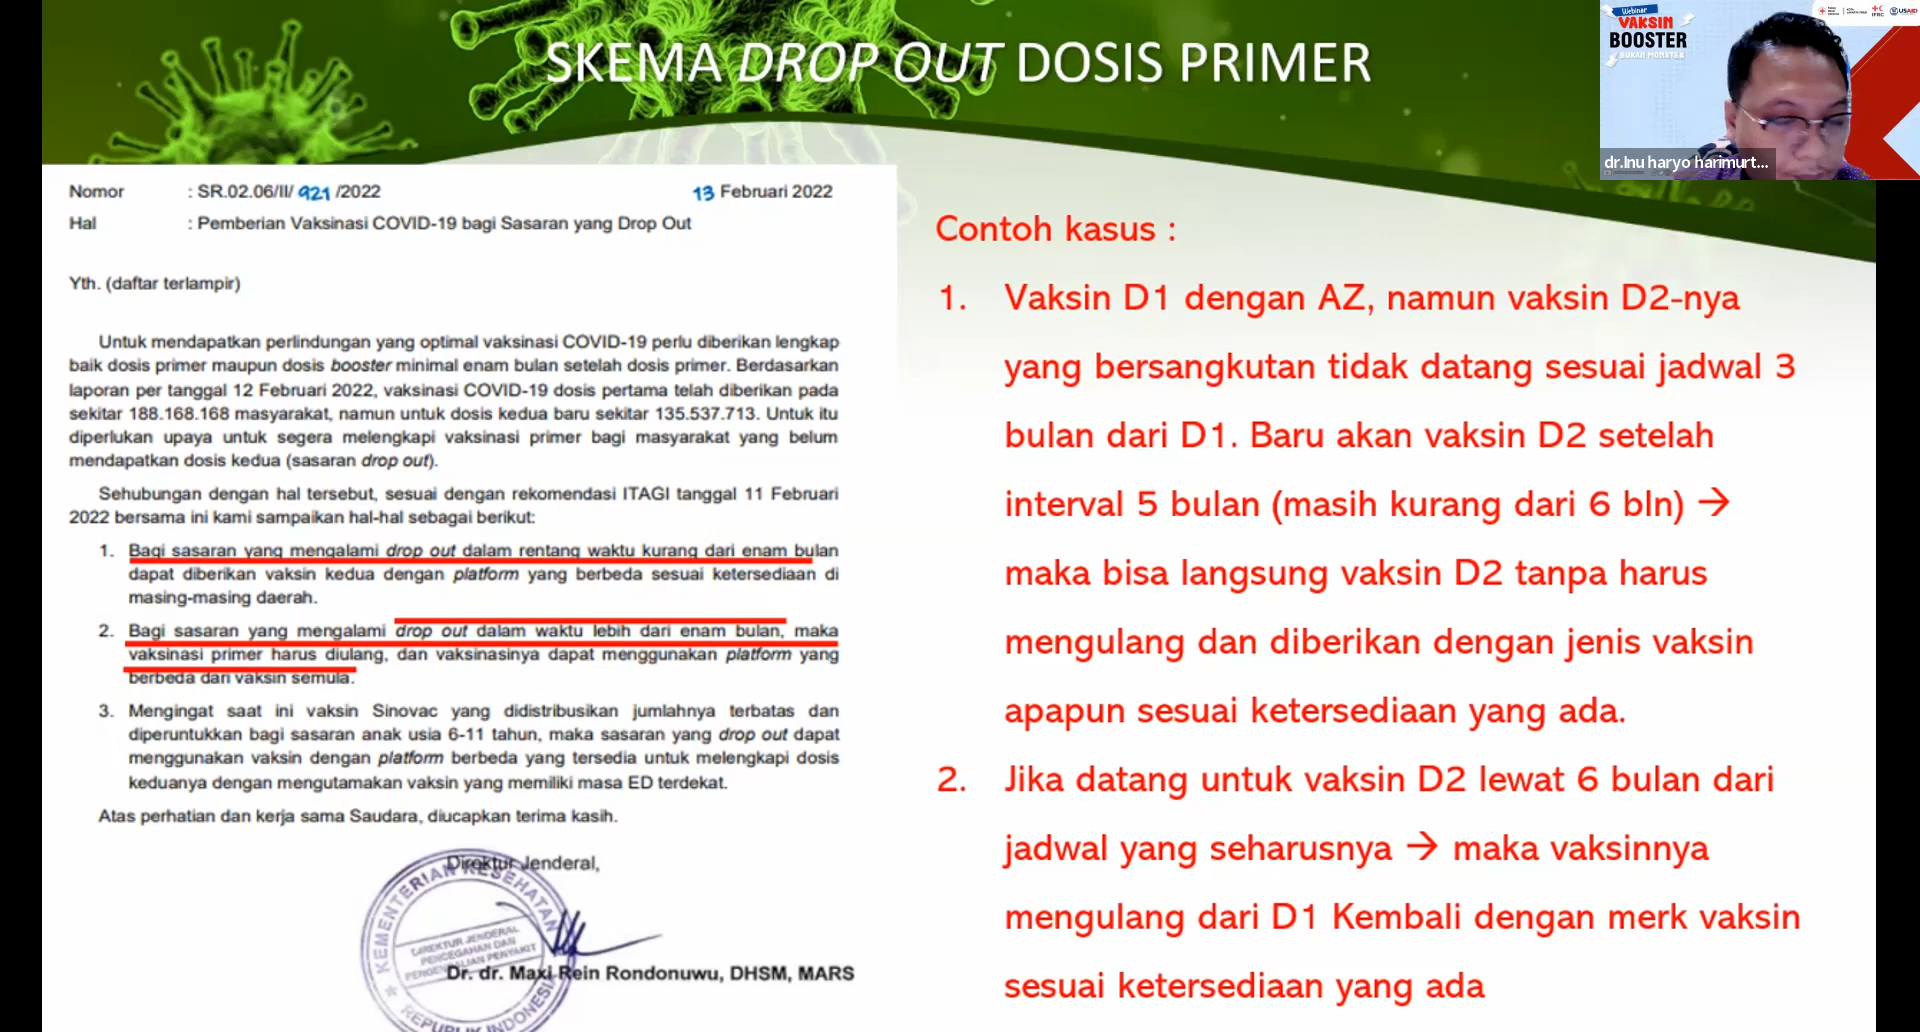 SKEMA DROP OUT DOSIS PRIMER
Webinar
VAKSIN
BOOSTER
BUKAN MONSTER
IFRC
USAID
dr.Inu haryo harimurt...
Nomor : SR.02.06/II/ 921 /2022 13 Februari 2022
Hal : Pemberian Vaksinasi COVID-19 bagi Sasaran yang Drop Out
Yth. (daftar terlampir)
Untuk mendapatkan perlindungan yang optimal vaksinasi COVID-19 perlu diberikan lengkap
baik dosis primer maupun dosis booster minimal enam bulan setelah dosis primer. Berdasarkan
laporan per tanggal 12 Februari 2022, vaksinasi COVID-19 dosis pertama telah diberikan pada
sekitar 188.168.168 masyarakat, namun untuk dosis kedua baru sekitar 135.537.713. Untuk itu
diperlukan upaya untuk segera melengkapi vaksinasi primer bagi masyarakat yang belum
mendapatkan dosis kedua (sasaran drop out).
Sehubungan dengan hal tersebut, sesuai dengan rekomendasi ITAGI tanggal 11 Februari
2022 bersama ini kami sampaikan hal-hal sebagai berikut:
1. Bagi sasaran yang mengalami drop out dalam rentang waktu kurang dari enam bulan
dapat diberikan vaksin kedua dengan platform yang berbeda sesuai ketersediaan di
masing-masing daerah.
2. Bagi sasaran yang mengalami drop out dalam waktu lebih dari enam bulan, maka
vaksinasi primer harus diulang, dan vaksinasinya dapat menggunakan platform yang
berbeda dari vaksin semula.
3. Mengingat saat ini vaksin Sinovac yang didistribusikan jumlahnya terbatas dan
diperuntukkan bagi sasaran anak usia 6-11 tahun, maka sasaran yang drop out dapat
menggunakan vaksin dengan platform berbeda yang tersedia untuk melengkapi dosis
keduanya dengan mengutamakan vaksin yang memiliki masa ED terdekat.
Atas perhatian dan kerja sama Saudara, diucapkan terima kasih.
Direktur Jenderal,
KEMENTERIAN KESEHATAN
DIREKTUR JENDERAL
PENCEGAHAN DAN
PENGENDALIAN PENYAKIT
REPUBLIK INDONESIA
Dr. dr. Maxi Rein Rondonuwu, DHSM, MARS
Contoh kasus :
1. Vaksin D1 dengan AZ, namun vaksin D2-nya
yang bersangkutan tidak datang sesuai jadwal 3
bulan dari D1. Baru akan vaksin D2 setelah
interval 5 bulan (masih kurang dari 6 bln) →
maka bisa langsung vaksin D2 tanpa harus
mengulang dan diberikan dengan jenis vaksin
apapun sesuai ketersediaan yang ada.
2. Jika datang untuk vaksin D2 lewat 6 bulan dari
jadwal yang seharusnya → maka vaksinnya
mengulang dari D1 Kembali dengan merk vaksin
sesuai ketersediaan yang ada